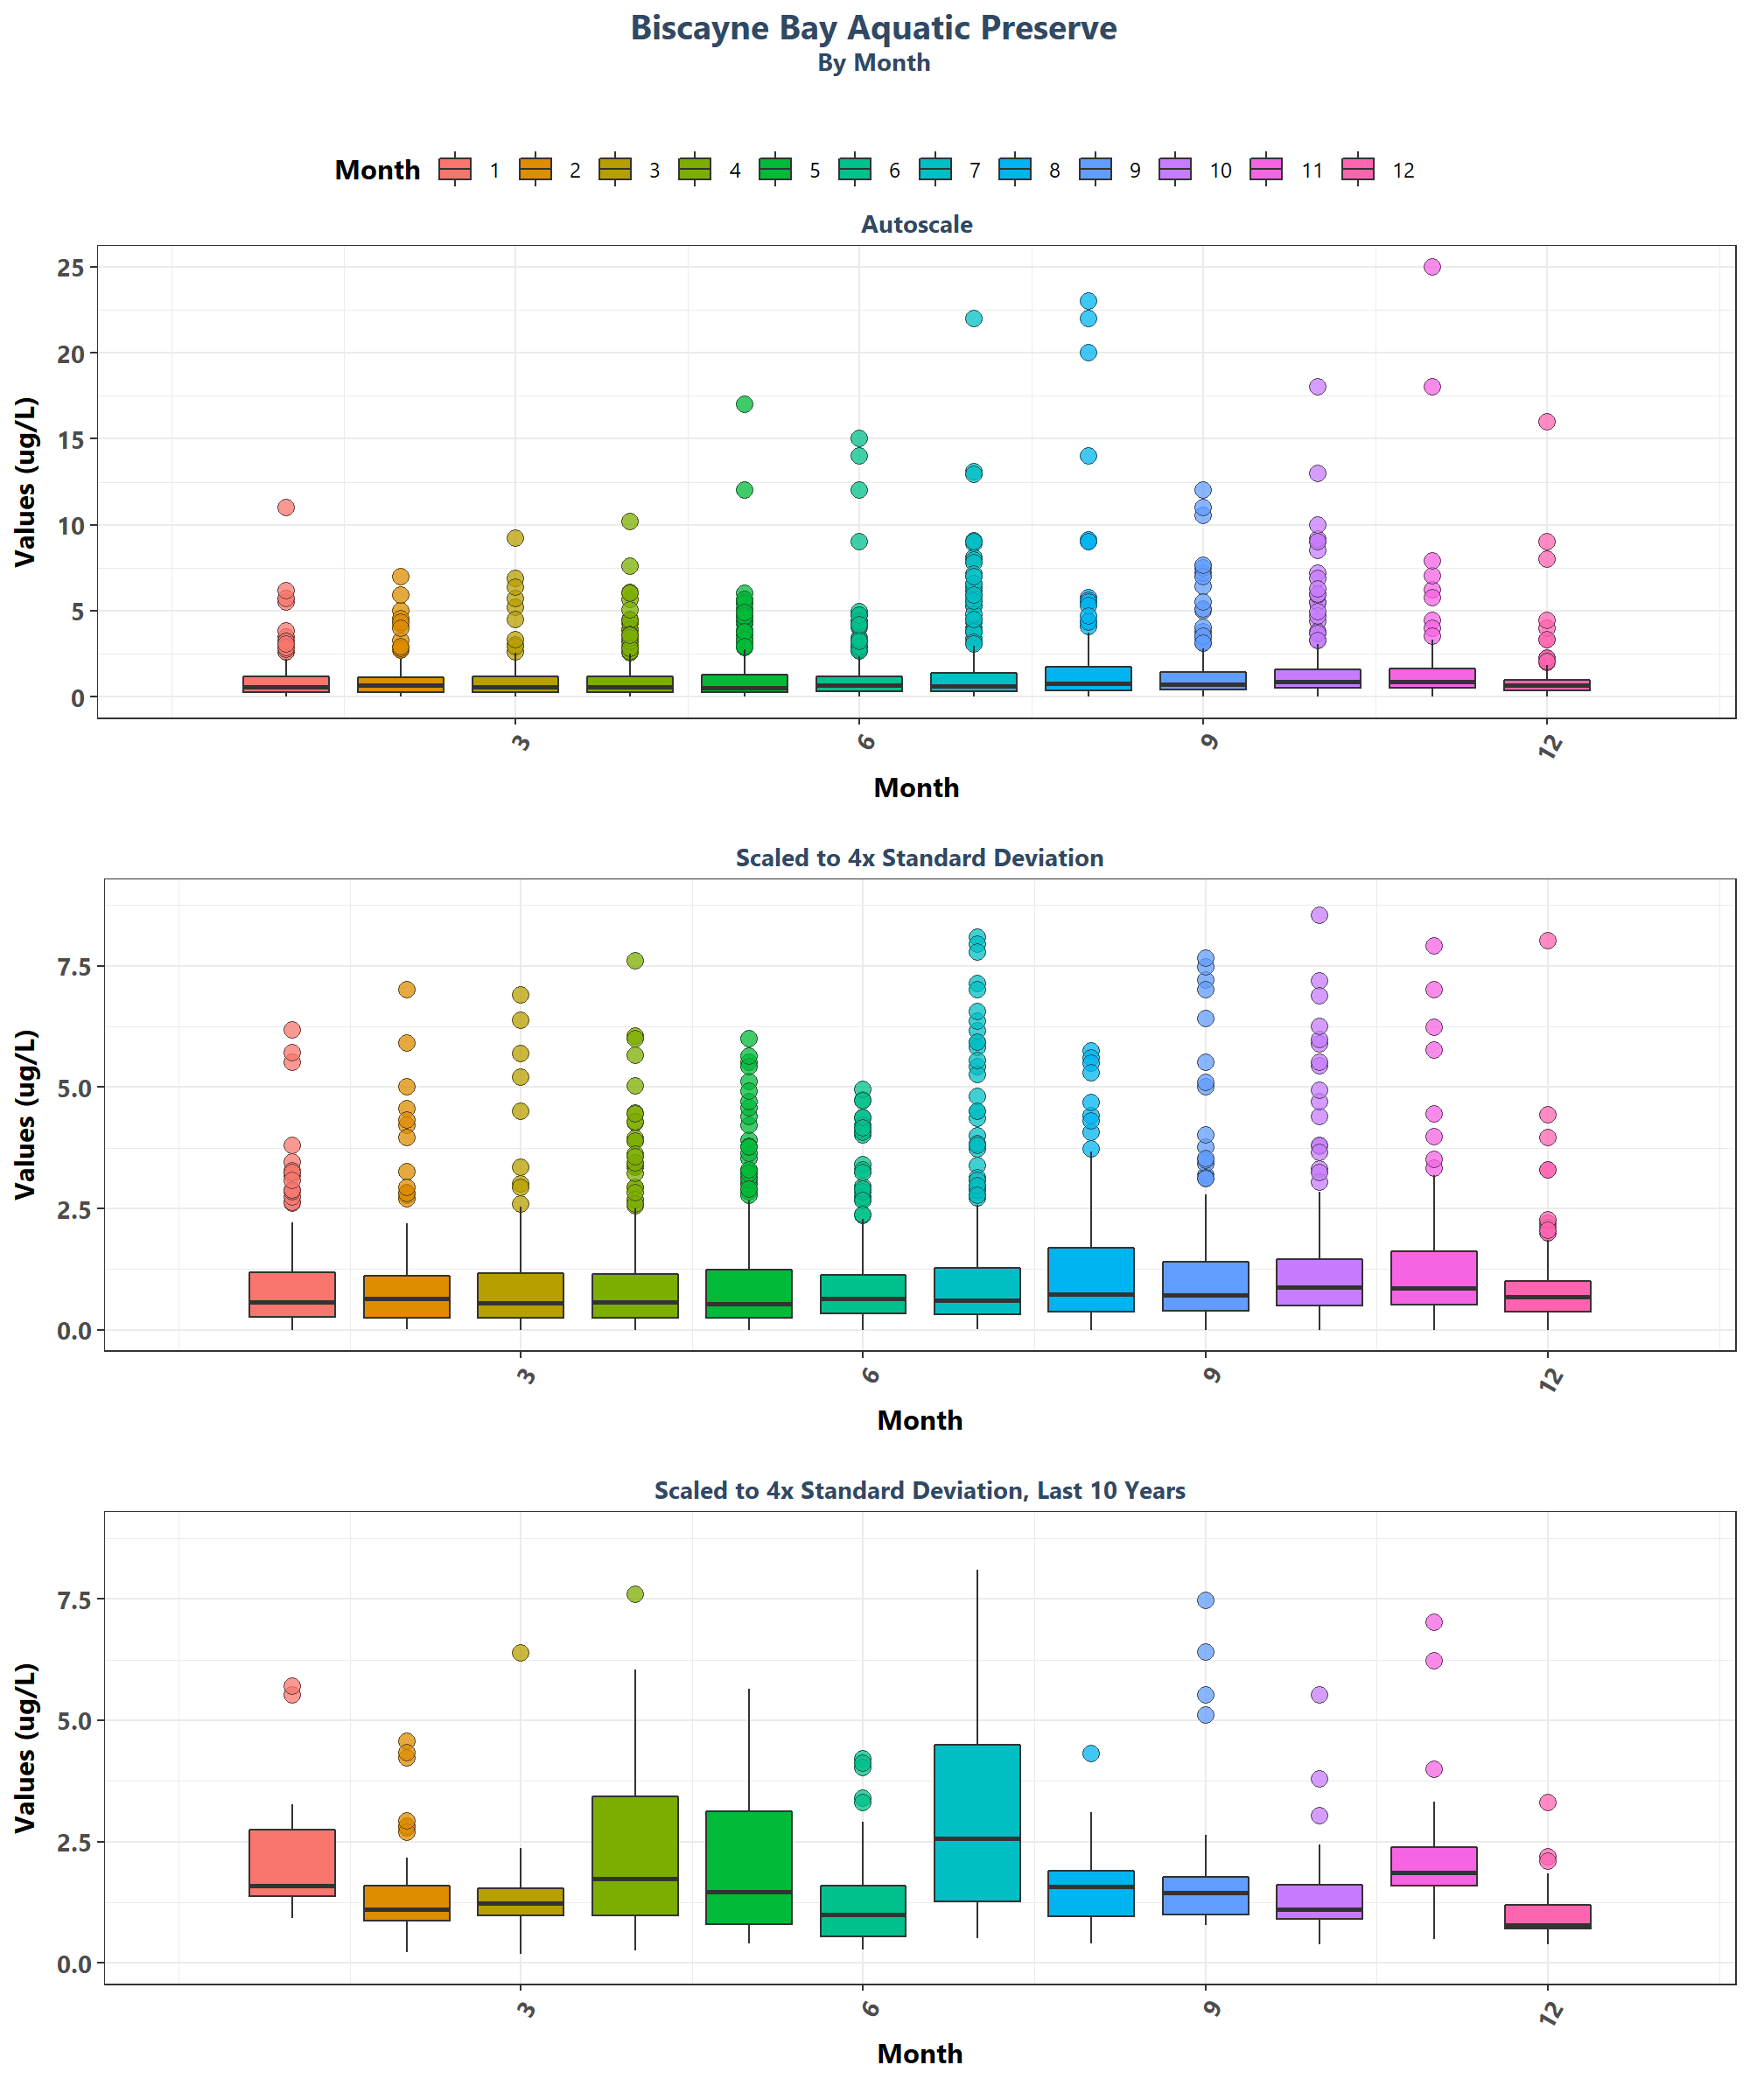 Biscayne Bay Aquatic Preserve
By Month
Month 1 2 3 4 5 6 7 8 9 10 11 12
Autoscale
Values (ug/L)
25
20
15
10
5
0
3 6 9 12
Month
Scaled to 4x Standard Deviation
Values (ug/L)
7.5
5.0
2.5
0.0
3 6 9 12
Month
Scaled to 4x Standard Deviation, Last 10 Years
Values (ug/L)
7.5
5.0
2.5
0.0
3 6 9 12
Month